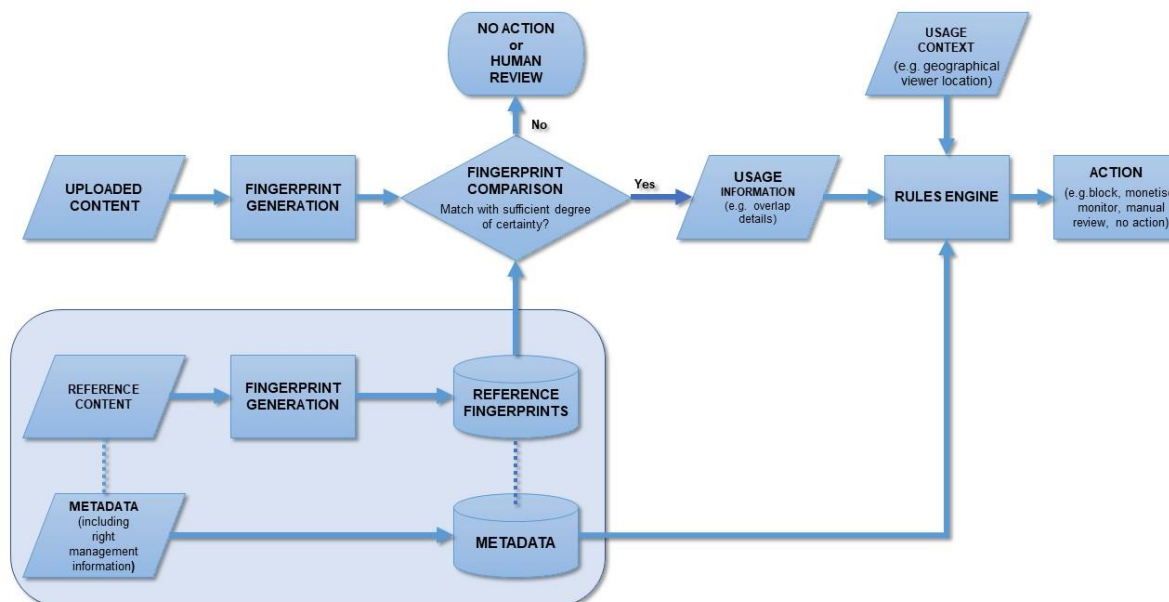 NO ACTION
or
HUMAN
REVIEW
USAGE
CONTEXT
(e.g. geographical
viewer location)
No
UPLOADED
CONTENT
FINGERPRINT
GENERATION
FINGERPRINT
COMPARISON
Match with sufficient degree
of certainty?
Yes
USAGE
INFORMATION
(e.g. overlap
details)
RULES ENGINE
ACTION
(e.g.block, monetise
monitor, manual
review, no action)
REFERENCE
CONTENT
FINGERPRINT
GENERATION
REFERENCE
FINGERPRINTS
METADATA
(including
right
management
information)
METADATA